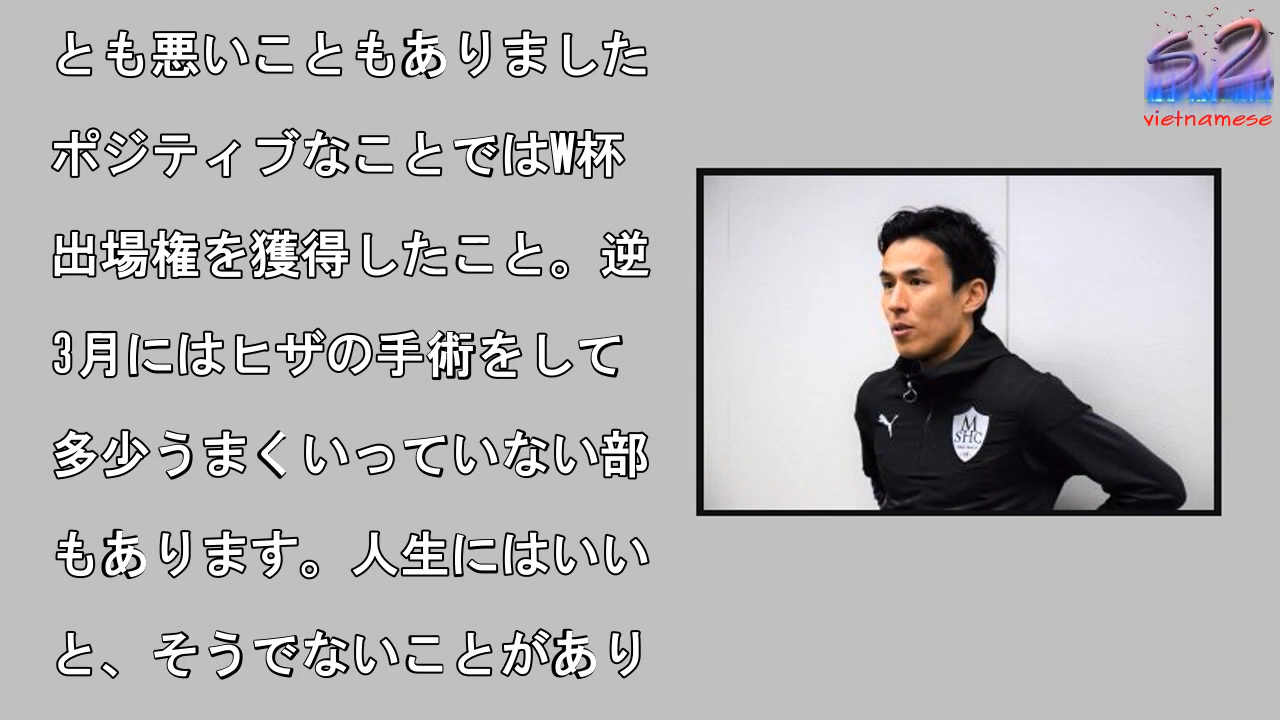 とも悪いこともありました
ポジティブなことではW杯
出場権を獲得したこと。逆
3月にはヒザの手術をして
多少うまくいっていない部
もあります。人生にはいい
と、そうでないことがあり
S2
vietnamese
M
SHC